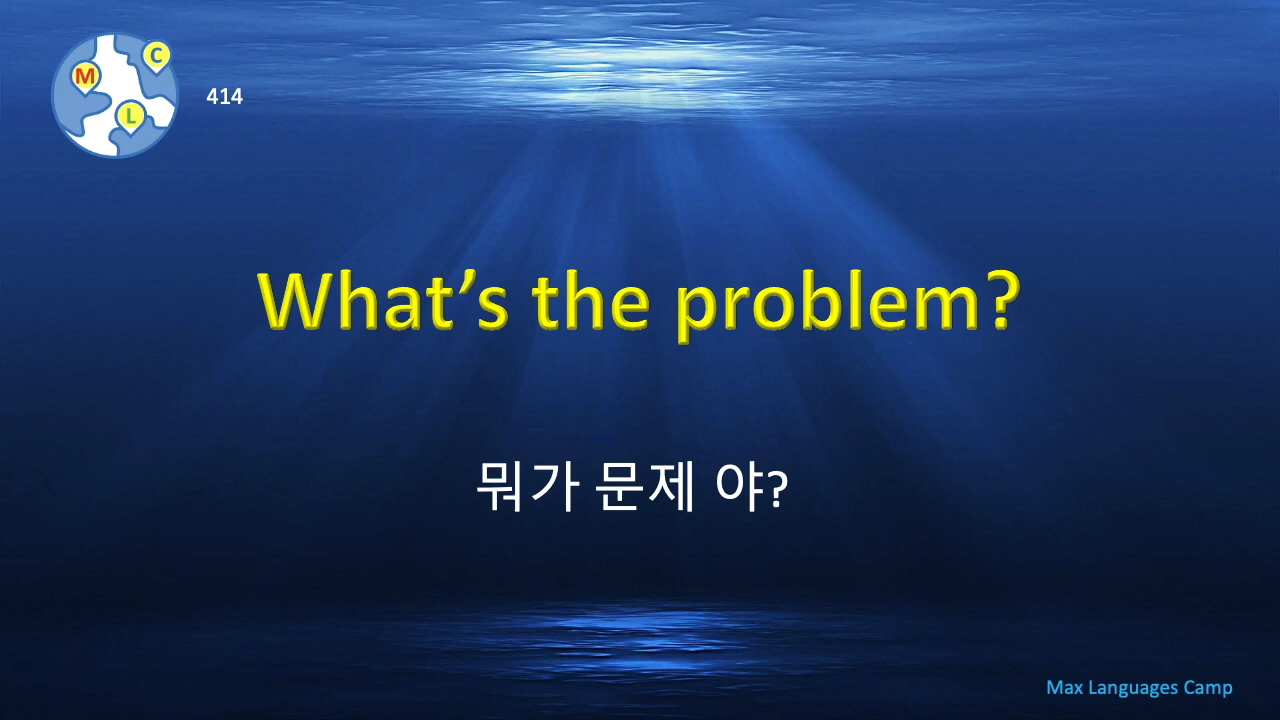 C
M
L
414
What’s the problem?
뭐가 문제 야?
Max Languages Camp